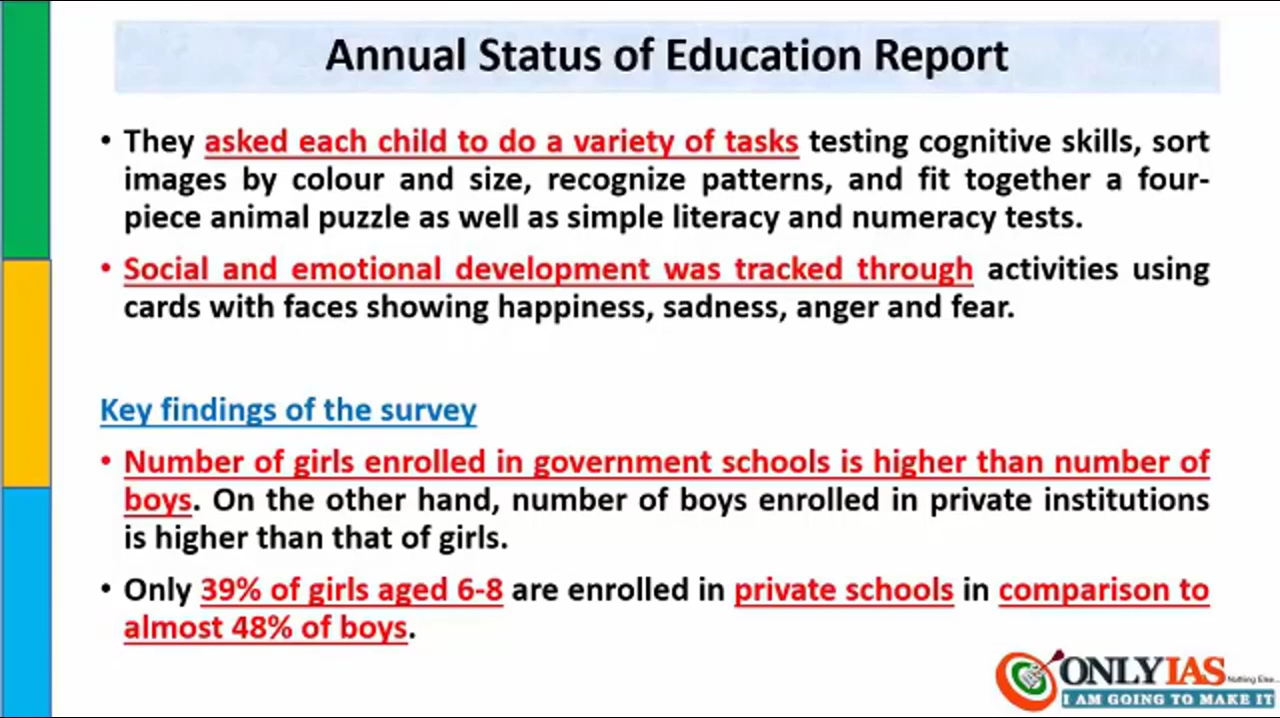 Annual Status of Education Report
• They asked each child to do a variety of tasks testing cognitive skills, sort
images by colour and size, recognize patterns, and fit together a four-
piece animal puzzle as well as simple literacy and numeracy tests.
• Social and emotional development was tracked through activities using
cards with faces showing happiness, sadness, anger and fear.
Key findings of the survey
• Number of girls enrolled in government schools is higher than number of
boys. On the other hand, number of boys enrolled in private institutions
is higher than that of girls.
• Only 39% of girls aged 6-8 are enrolled in private schools in comparison to
almost 48% of boys.
ONLYIAS Nothing Else...
I AM GOING TO MAKE IT